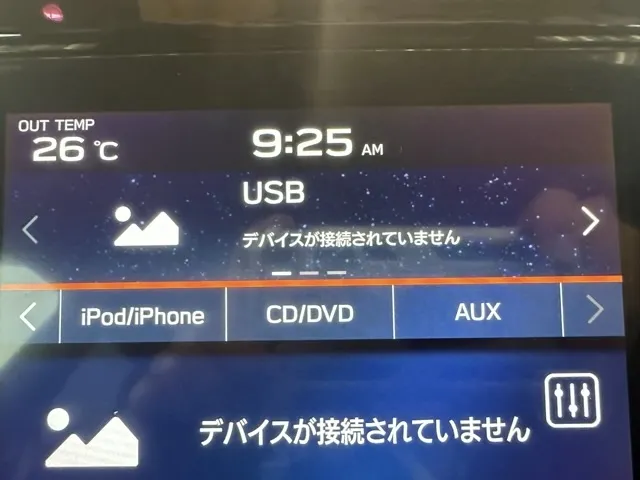 OUT TEMP
26 ℃
9:25 AM
USB
デバイスが接続されていません
iPod/iPhone
CD/DVD
AUX
デバイスが接続されていません